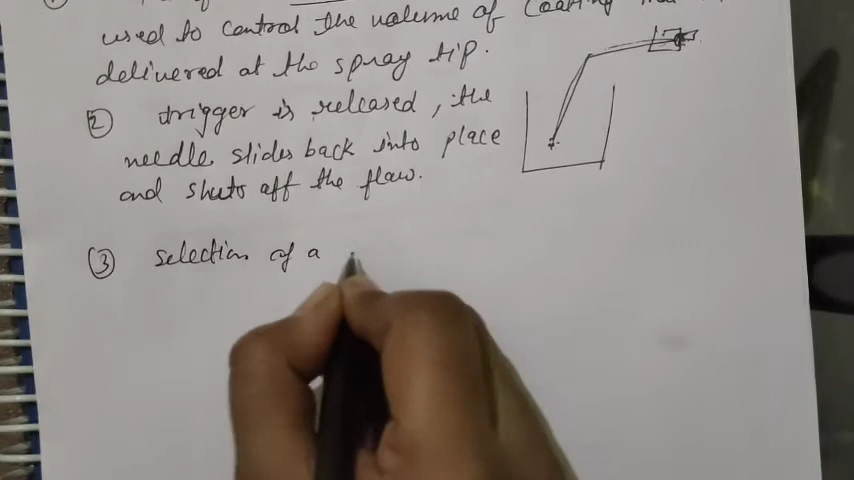 used to control the volume of Coating
delivered at the spray tip.
(2) trigger is released, the
needle slides back into place
and shuts off the flow.
(3) selection of a